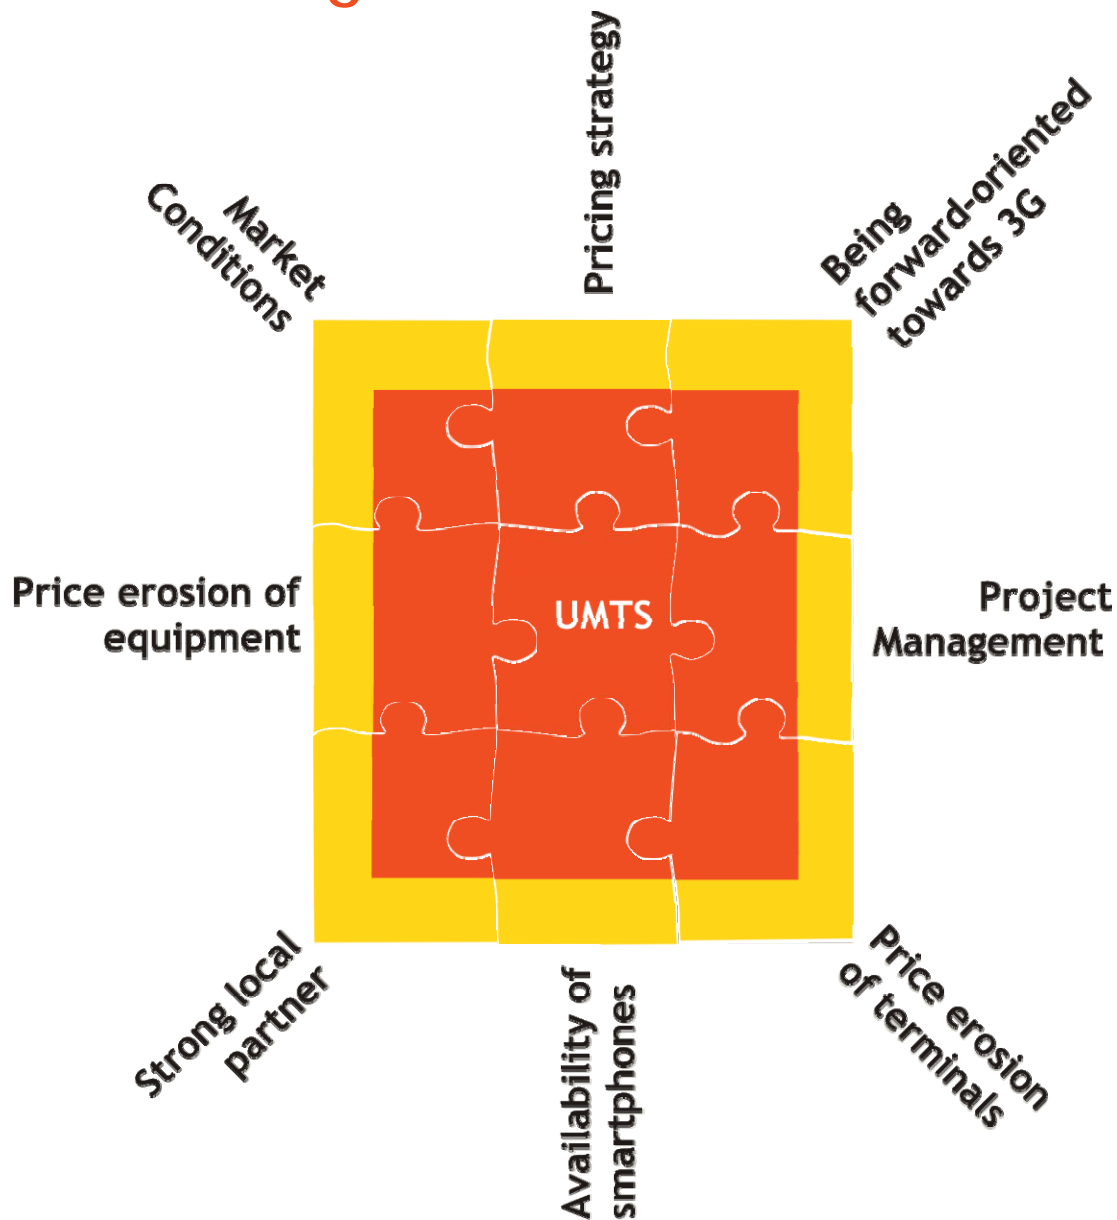 Pricing strategy
Market
Conditions
Being
forward-oriented
towards 3G
Price erosion of
equipment
UMTS
Project
Management
Strong local
partner
Availability of
smartphones
Price erosion
of terminals